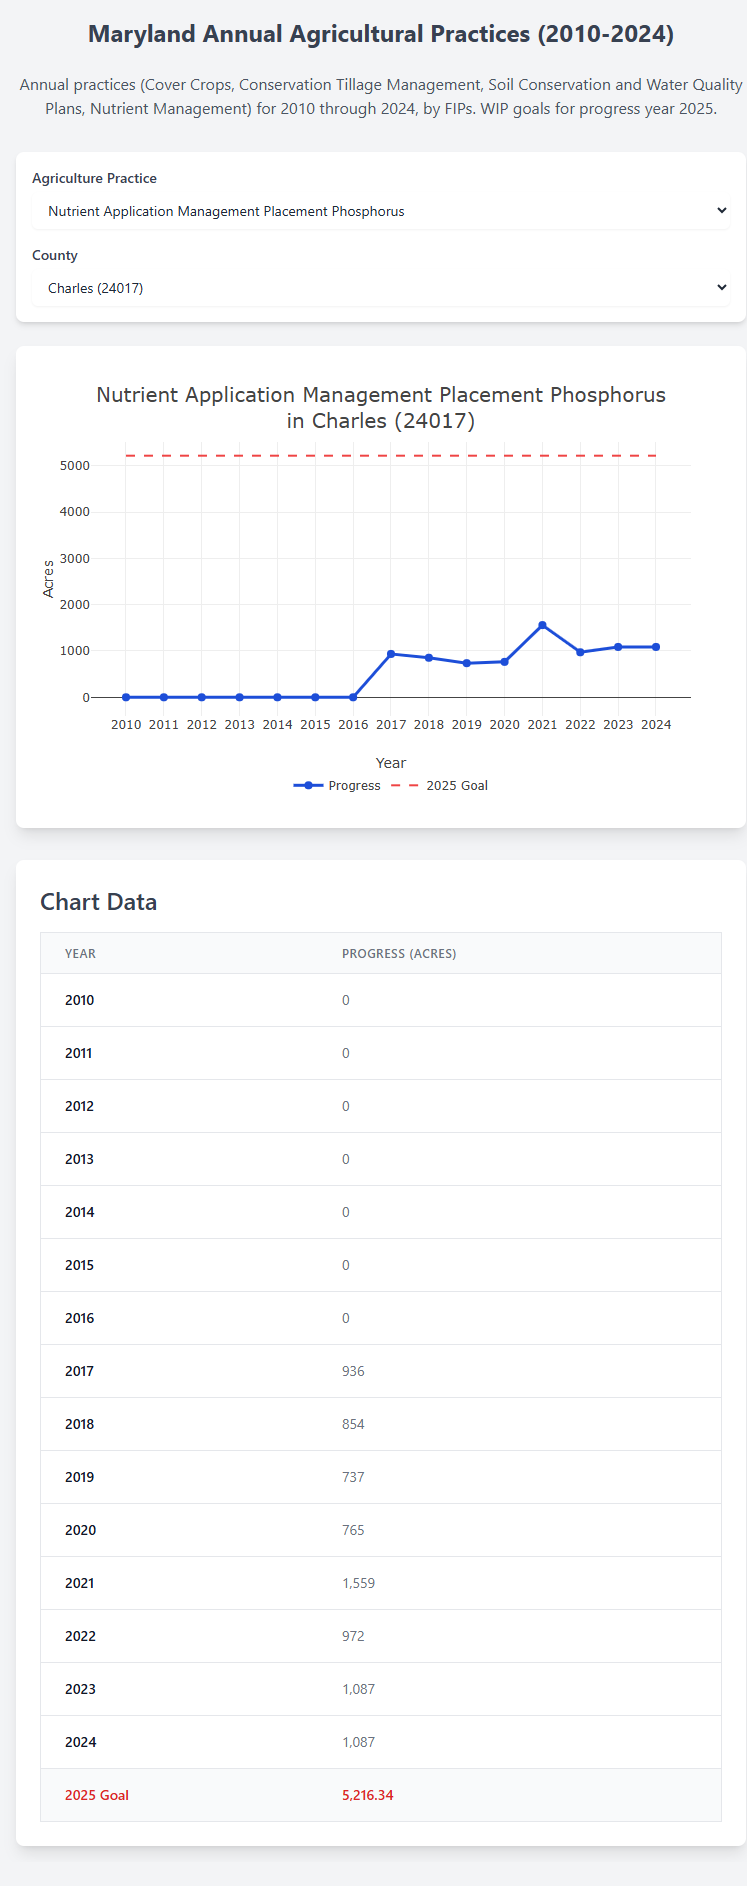 Maryland Annual Agricultural Practices (2010-2024)
Annual practices (Cover Crops, Conservation Tillage Management, Soil Conservation and Water Quality
Plans, Nutrient Management) for 2010 through 2024, by FIPs. WIP goals for progress year 2025.
Agriculture Practice
Nutrient Application Management Placement Phosphorus
County
Charles (24017)
Nutrient Application Management Placement Phosphorus
in Charles (24017)
5000
4000
3000
2000
1000
0
Acres
2010 2011 2012 2013 2014 2015 2016 2017 2018 2019 2020 2021 2022 2023 2024
Year
Progress 2025 Goal
Chart Data
YEAR PROGRESS (ACRES)
2010 0
2011 0
2012 0
2013 0
2014 0
2015 0
2016 0
2017 936
2018 854
2019 737
2020 765
2021 1,559
2022 972
2023 1,087
2024 1,087
2025 Goal 5,216.34